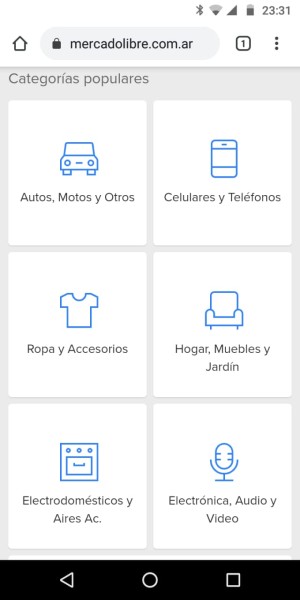 23:31
mercadolibre.com.ar
1
Categorías populares
Autos, Motos y Otros
Celulares y Teléfonos
Ropa y Accesorios
Hogar, Muebles y
Jardín
Electrodomésticos y
Aires Ac.
Electrónica, Audio y
Video